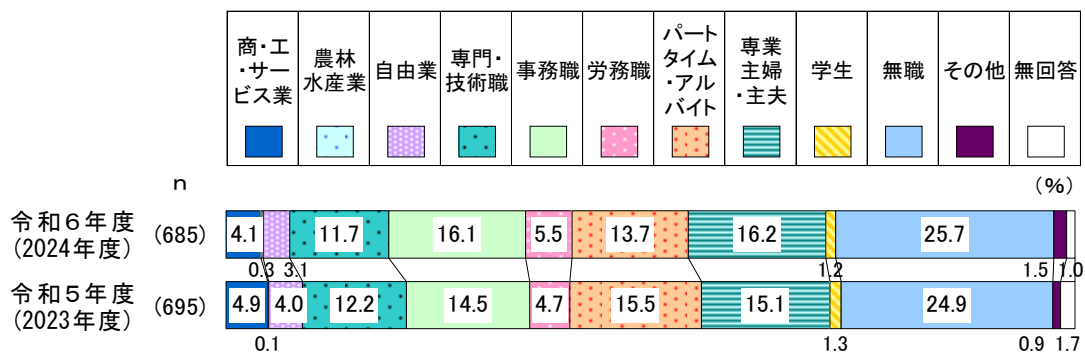 商・工・サービス業
農林水産業
自由業
専門・技術職
事務職
労務職
パートタイム・アルバイト
専業主婦・主夫
学生
無職
その他
無回答
n
(%)
令和6年度
(2024年度)
(685)
4.1
11.7
16.1
5.5
13.7
16.2
25.7
0.3
3.1
1.2
1.5
1.0
令和5年度
(2023年度)
(695)
4.9
4.0
12.2
14.5
4.7
15.5
15.1
24.9
0.1
1.3
0.9
1.7